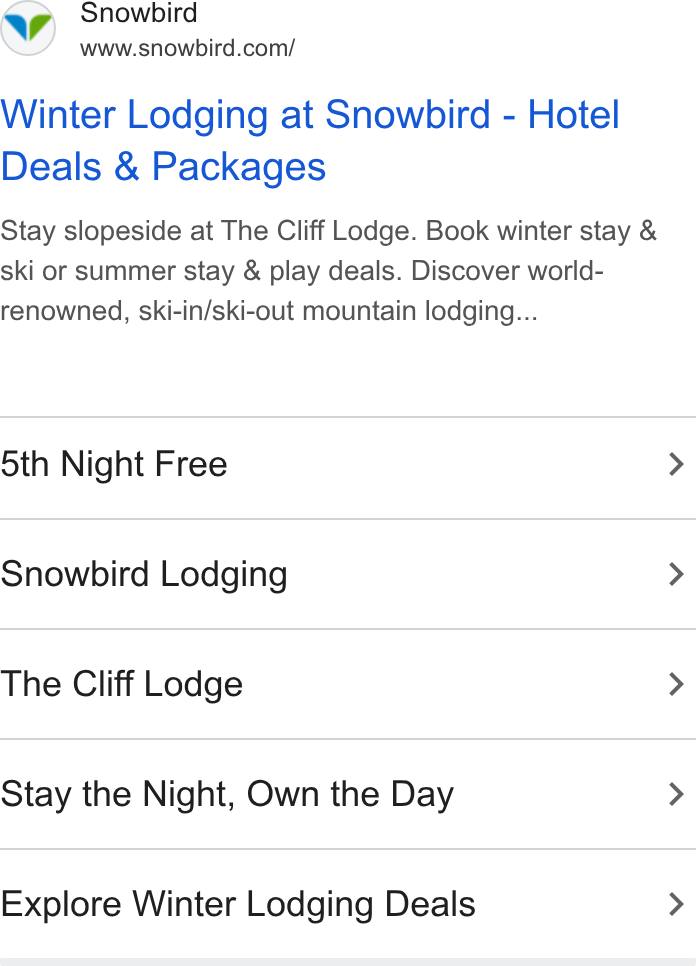 Snowbird
www.snowbird.com/
Winter Lodging at Snowbird - Hotel
Deals & Packages
Stay slopeside at The Cliff Lodge. Book winter stay &
ski or summer stay & play deals. Discover world-
renowned, ski-in/ski-out mountain lodging...
5th Night Free
Snowbird Lodging
The Cliff Lodge
Stay the Night, Own the Day
Explore Winter Lodging Deals